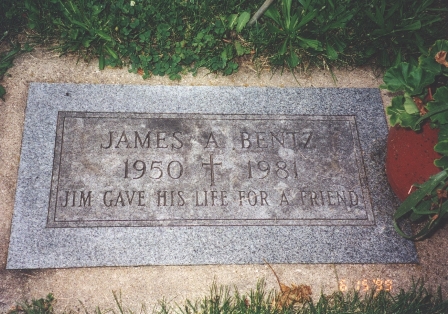 JAMES A BENTZ
1950 † 1981
JIM GAVE HIS LIFE FOR A FRIEND